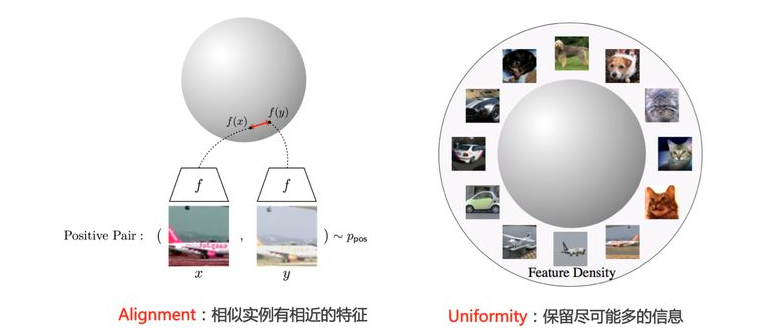 f(x)
f(y)
f
f
Positive Pair : ( , ) ∼ p_pos
x
y
Feature Density
Alignment：相似实例有相近的特征
Uniformity：保留尽可能多的信息